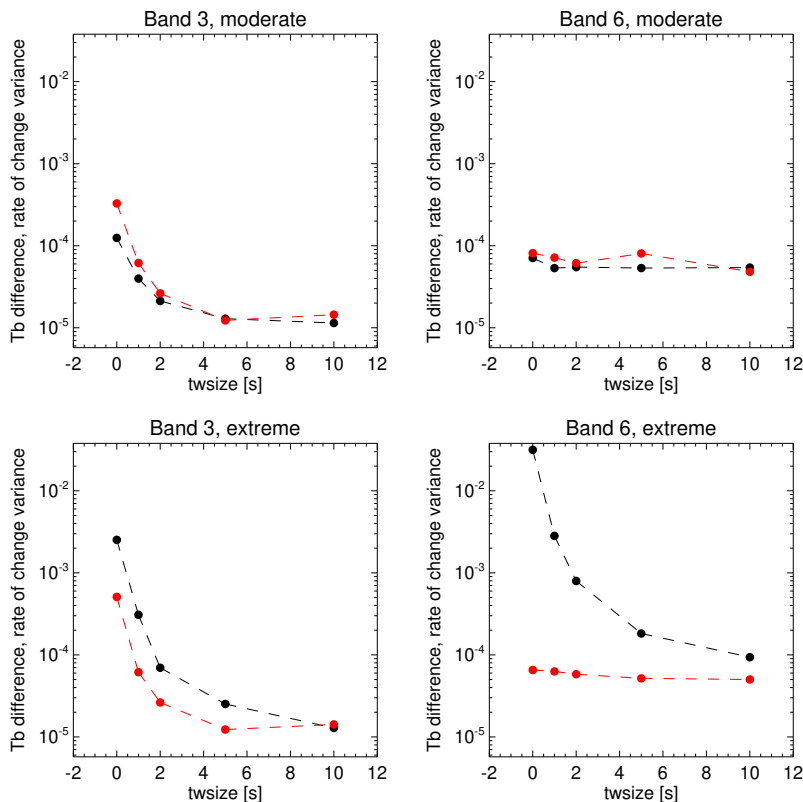 Band 3, moderate
Tb difference, rate of change variance
10^-2
10^-3
10^-4
10^-5
-2 0 2 4 6 8 10 12
twsize [s]
Band 6, moderate
Tb difference, rate of change variance
10^-2
10^-3
10^-4
10^-5
-2 0 2 4 6 8 10 12
twsize [s]
Band 3, extreme
Tb difference, rate of change variance
10^-2
10^-3
10^-4
10^-5
-2 0 2 4 6 8 10 12
twsize [s]
Band 6, extreme
Tb difference, rate of change variance
10^-2
10^-3
10^-4
10^-5
-2 0 2 4 6 8 10 12
twsize [s]